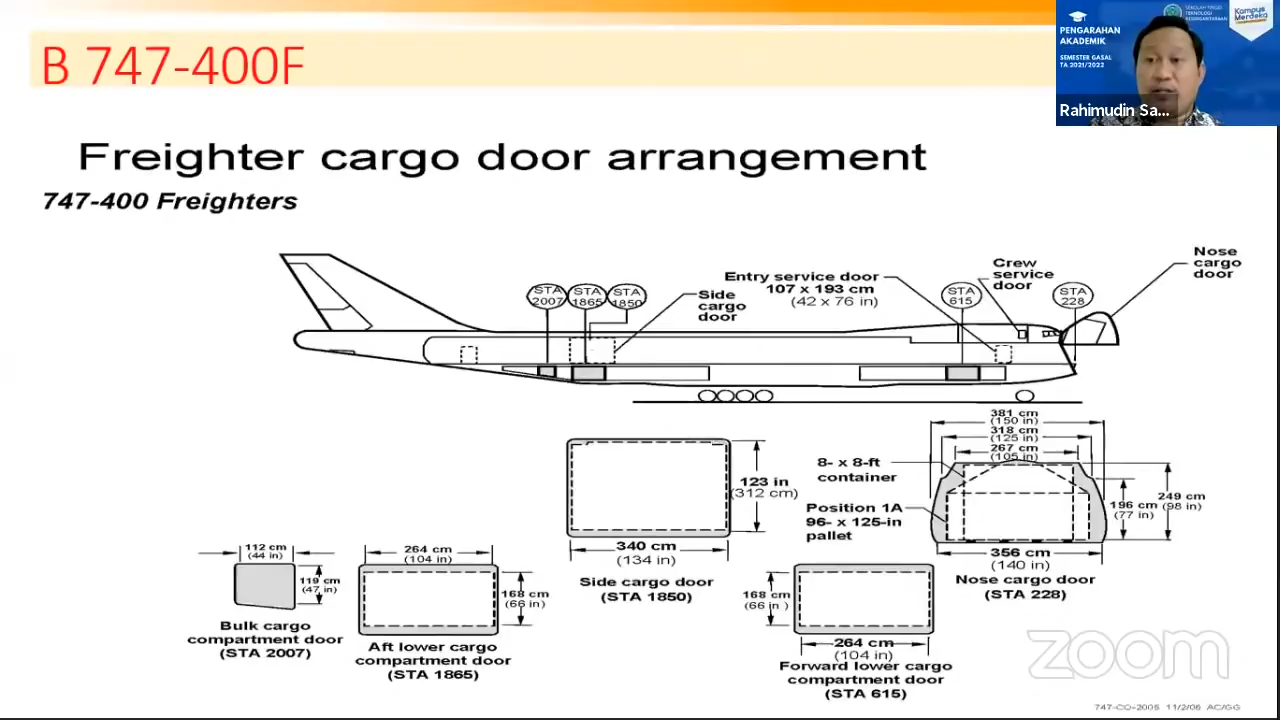 B 747-400F
SEKOLAH TINGGI
TEKNOLOGI
KEDIRGANTARAAN
Kampus
Merdeka
PENGARAHAN
AKADEMIK
SEMESTER GASAL
TA 2021/2022
Rahimudin Sa...
Freighter cargo door arrangement
747-400 Freighters
Nose
cargo
door
Crew
service
door
Entry service door
107 x 193 cm
(42 x 76 in)
Side
cargo
door
STA
2007
STA
1865
STA
1850
STA
615
STA
228
381 cm
(150 in)
318 cm
(125 in)
267 cm
(105 in)
8- x 8-ft
container
Position 1A
96- x 125-in
pallet
196 cm
(77 in)
249 cm
(98 in)
356 cm
(140 in)
Nose cargo door
(STA 228)
123 in
(312 cm)
340 cm
(134 in)
Side cargo door
(STA 1850)
112 cm
(44 in)
119 cm
(47 in)
Bulk cargo
compartment door
(STA 2007)
264 cm
(104 in)
168 cm
(66 in)
Aft lower cargo
compartment door
(STA 1865)
168 cm
(66 in )
264 cm
(104 in)
Forward lower cargo
compartment door
(STA 615)
zoom
747-CO-2005 11/2/06 AC/GG